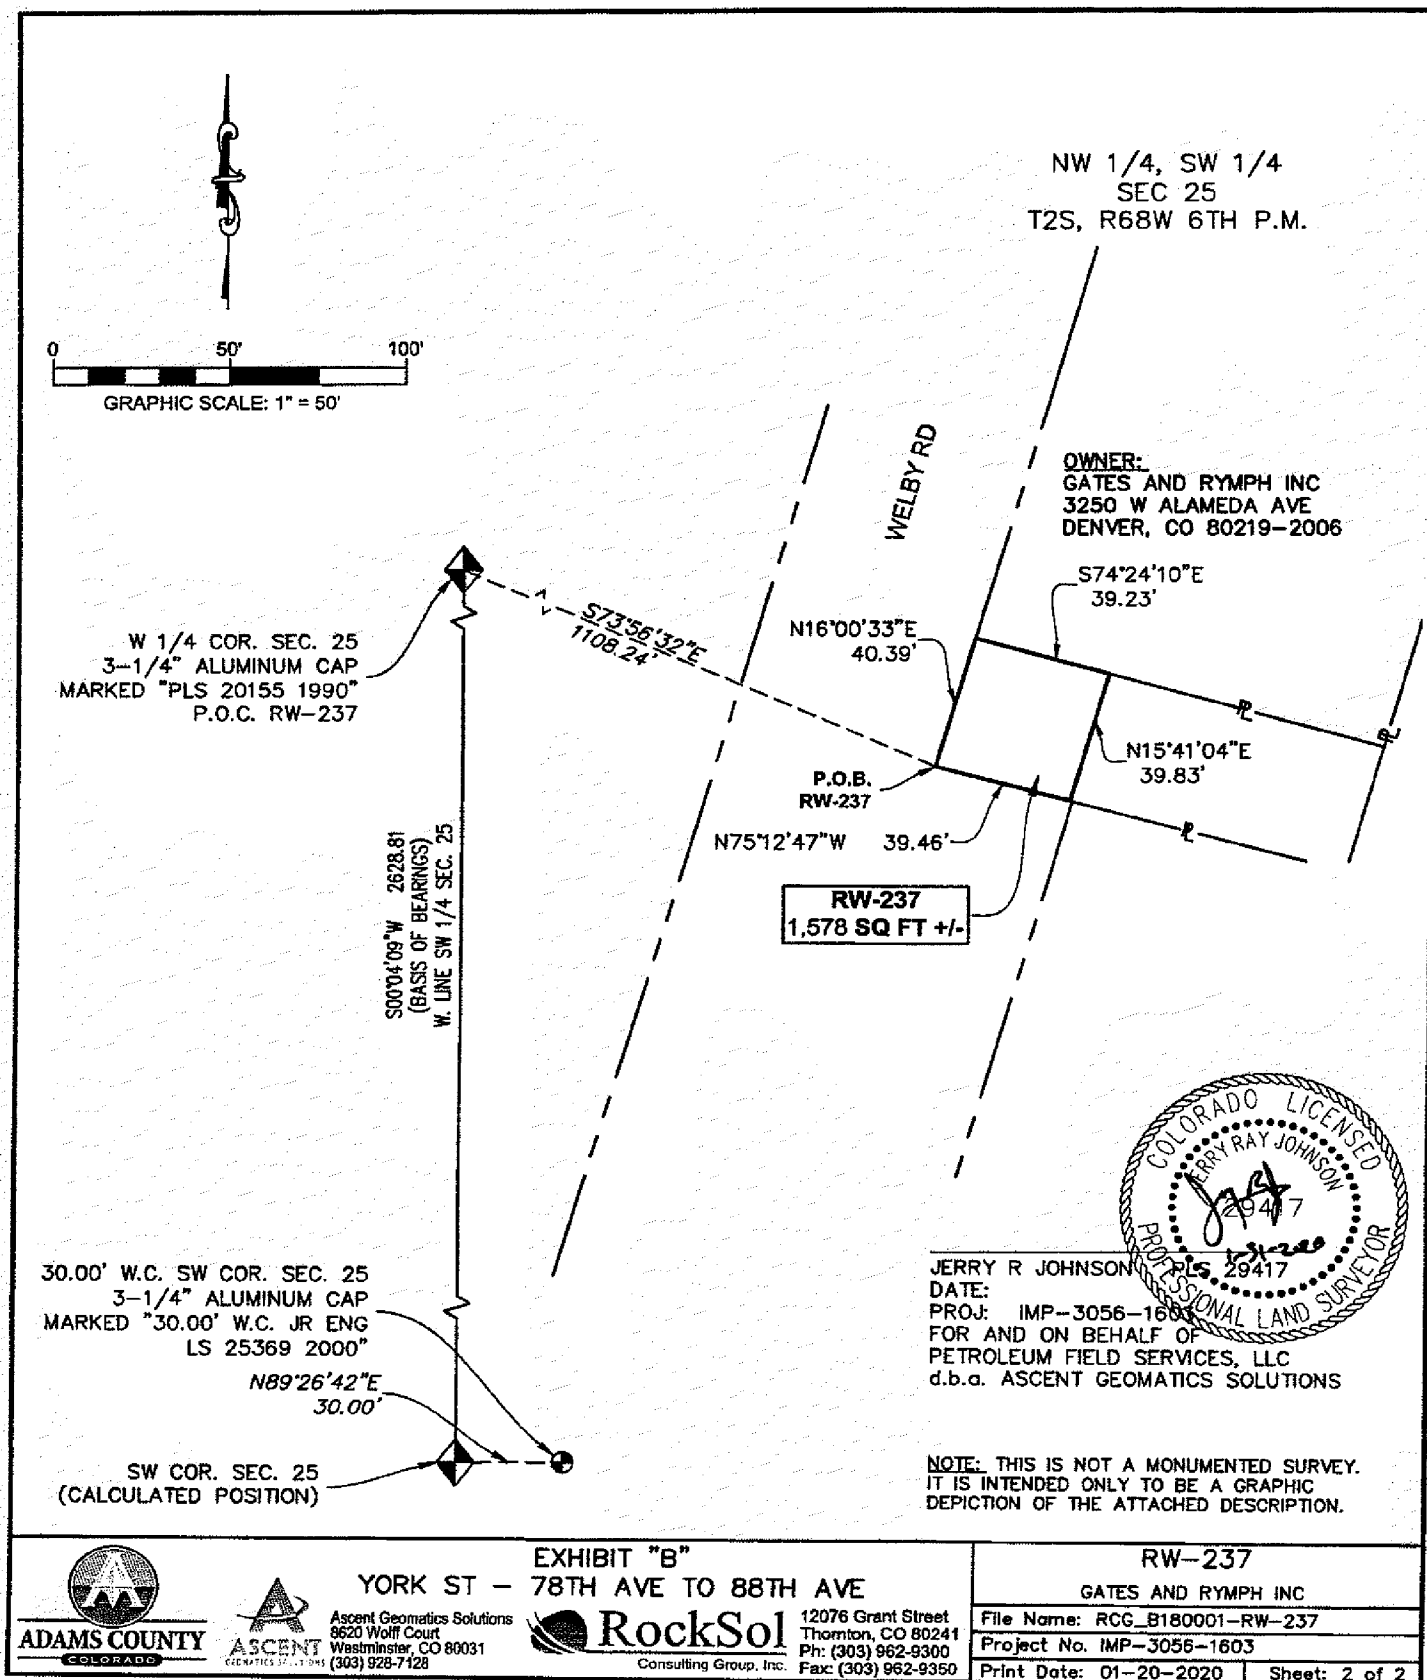 NW 1/4, SW 1/4
SEC 25
T2S, R68W 6TH P.M.
0 50' 100'
GRAPHIC SCALE: 1" = 50'
WELBY RD
OWNER:
GATES AND RYMPH INC
3250 W ALAMEDA AVE
DENVER, CO 80219-2006
S74°24'10"E
39.23'
N16°00'33"E
40.39'
S73°56'32"E
1108.24'
W 1/4 COR. SEC. 25
3-1/4" ALUMINUM CAP
MARKED "PLS 20155 1990"
P.O.C. RW-237
PL
PL
N15°41'04"E
39.83'
P.O.B.
RW-237
PL
N75°12'47"W 39.46'
RW-237
1,578 SQ FT +/-
S00°04'09"W 2628.81
(BASIS OF BEARINGS)
W. LINE SW 1/4 SEC. 25
COLORADO LICENSED
JERRY RAY JOHNSON
29417
1-31-2020
PROFESSIONAL LAND SURVEYOR
JERRY R JOHNSON PLS 29417
DATE:
PROJ: IMP-3056-1603
FOR AND ON BEHALF OF
PETROLEUM FIELD SERVICES, LLC
d.b.a. ASCENT GEOMATICS SOLUTIONS
30.00' W.C. SW COR. SEC. 25
3-1/4" ALUMINUM CAP
MARKED "30.00' W.C. JR ENG
LS 25369 2000"
N89°26'42"E
30.00'
SW COR. SEC. 25
(CALCULATED POSITION)
NOTE: THIS IS NOT A MONUMENTED SURVEY.
IT IS INTENDED ONLY TO BE A GRAPHIC
DEPICTION OF THE ATTACHED DESCRIPTION.
EXHIBIT "B"
YORK ST - 78TH AVE TO 88TH AVE
ADAMS COUNTY
COLORADO
ASCENT
GEOMATICS SOLUTIONS
Ascent Geomatics Solutions
8620 Wolff Court
Westminster, CO 80031
(303) 928-7128
RockSol
Consulting Group, Inc.
12076 Grant Street
Thornton, CO 80241
Ph: (303) 962-9300
Fax: (303) 962-9350
RW-237
GATES AND RYMPH INC
File Name: RCG_B180001-RW-237
Project No. IMP-3056-1603
Print Date: 01-20-2020 Sheet: 2 of 2